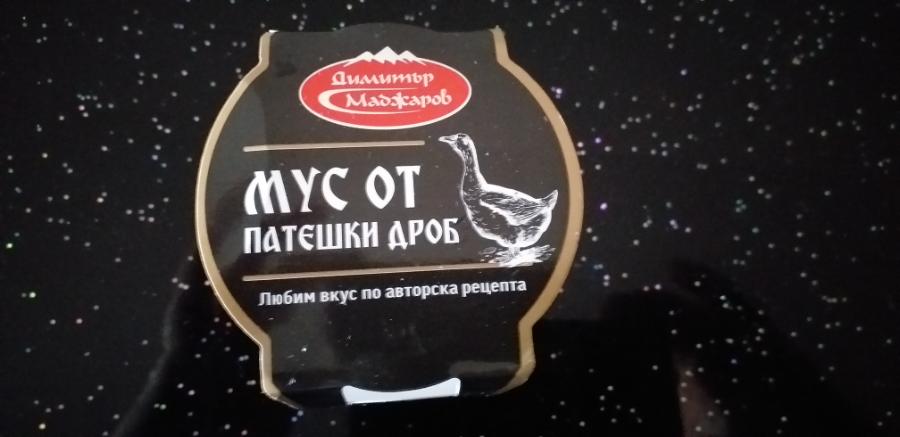 Димитър
Маджаров
МУС ОТ
ПАТЕШКИ ДРОБ
Любим вкус по авторска рецепта